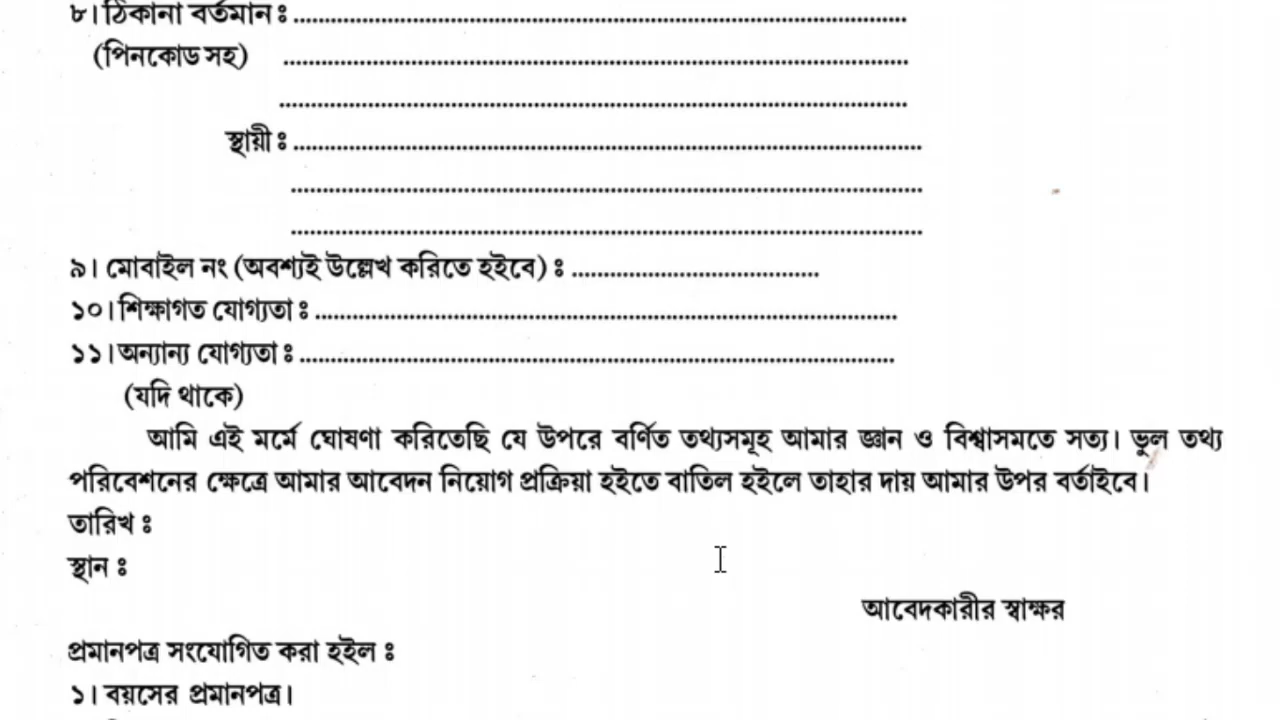 ৮। ঠিকানা বর্তমান ঃ ......................................................................................................
(পিনকোড সহ) ......................................................................................................
......................................................................................................
স্থায়ী ঃ ......................................................................................................
......................................................................................................
......................................................................................................
৯। মোবাইল নং (অবশ্যই উল্লেখ করিতে হইবে) ঃ .......................................
১০। শিক্ষাগত যোগ্যতা ঃ ............................................................................................
১১। অন্যান্য যোগ্যতা ঃ ..............................................................................................
(যদি থাকে)
আমি এই মর্মে ঘোষণা করিতেছি যে উপরে বর্ণিত তথ্যসমূহ আমার জ্ঞান ও বিশ্বাসমতে সত্য। ভুল তথ্য
পরিবেশনের ক্ষেত্রে আমার আবেদন নিয়োগ প্রক্রিয়া হইতে বাতিল হইলে তাহার দায় আমার উপর বর্তাইবে।
তারিখ ঃ
স্থান ঃ
আবেদকারীর স্বাক্ষর
প্রমানপত্র সংযোগিত করা হইল ঃ
১। বয়সের প্রমানপত্র।